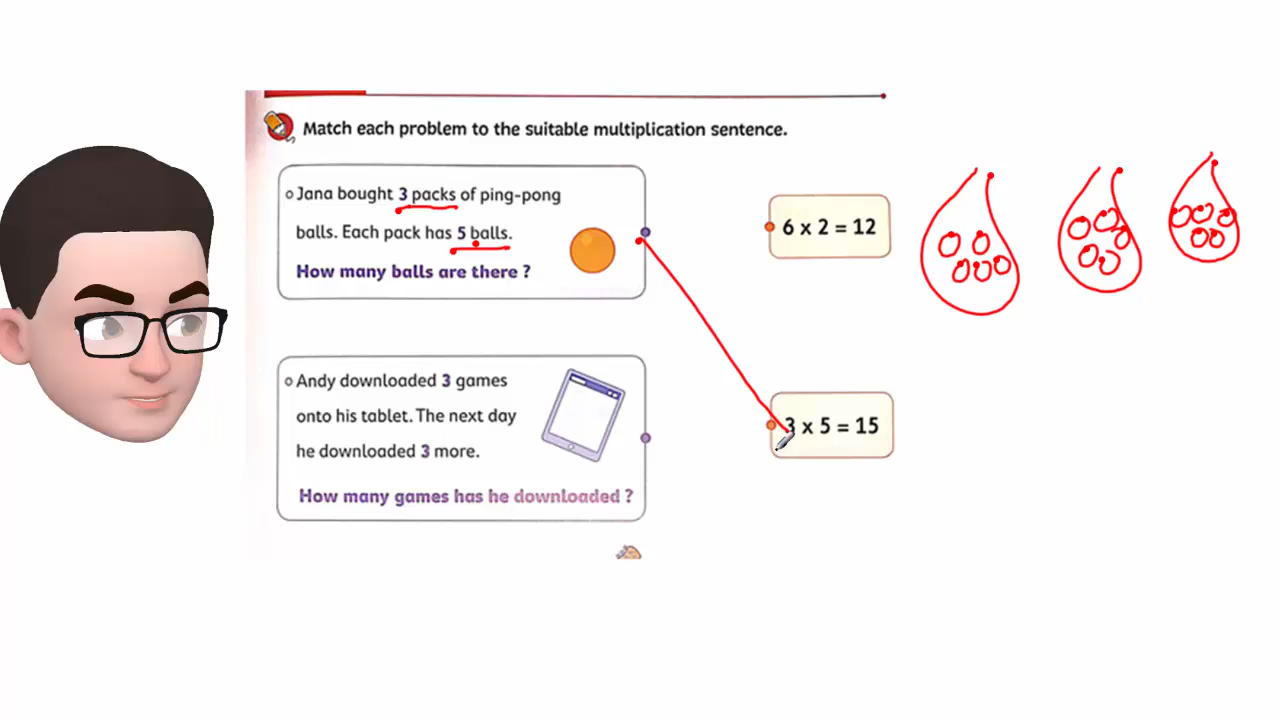 Match each problem to the suitable multiplication sentence.
Jana bought 3 packs of ping-pong
balls. Each pack has 5 balls.
How many balls are there ?
6 x 2 = 12
Andy downloaded 3 games
onto his tablet. The next day
he downloaded 3 more.
How many games has he downloaded ?
3 x 5 = 15